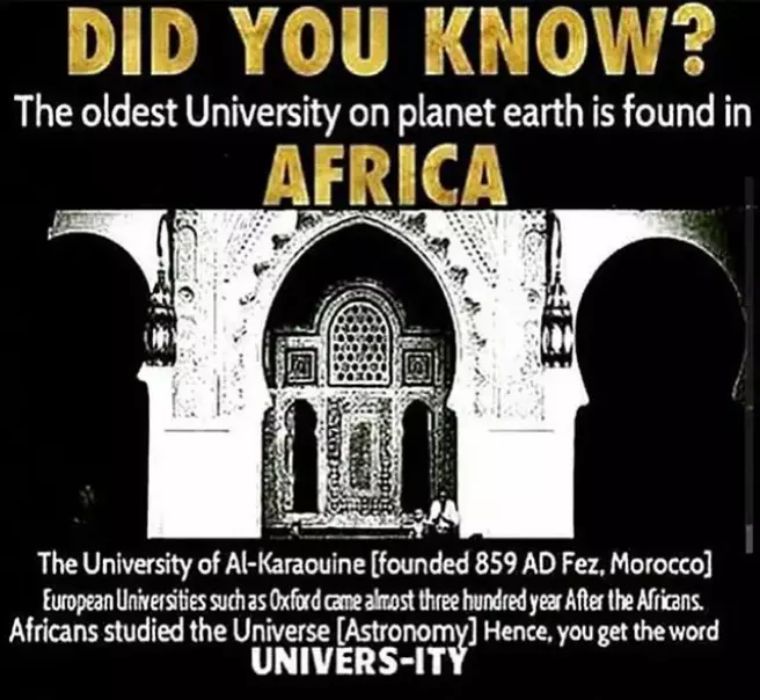 DID YOU KNOW?
The oldest University on planet earth is found in
AFRICA
The University of Al-Karaouine [founded 859 AD Fez, Morocco]
European Universities such as Oxford came almost three hundred year After the Africans.
Africans studied the Universe [Astronomy] Hence, you get the word
UNIVERS-ITY